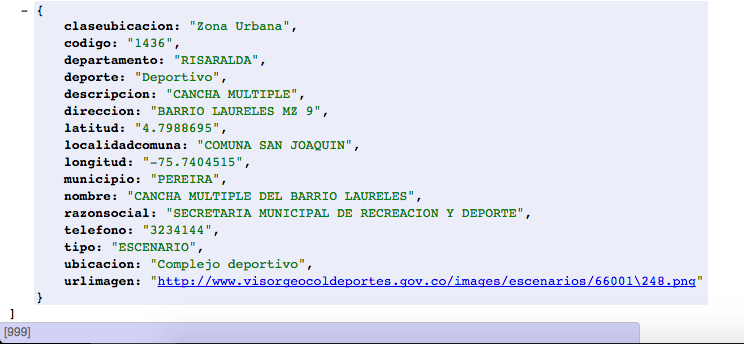 - {
claseubicacion: "Zona Urbana",
codigo: "1436",
departamento: "RISARALDA",
deporte: "Deportivo",
descripcion: "CANCHA MULTIPLE",
direccion: "BARRIO LAURELES MZ 9",
latitud: "4.7988695",
localidadcomuna: "COMUNA SAN JOAQUIN",
longitud: "-75.7404515",
municipio: "PEREIRA",
nombre: "CANCHA MULTIPLE DEL BARRIO LAURELES",
razonsocial: "SECRETARIA MUNICIPAL DE RECREACION Y DEPORTE",
telefono: "3234144",
tipo: "ESCENARIO",
ubicacion: "Complejo deportivo",
urlimagen: "http://www.visorgeocoldeportes.gov.co/images/escenarios/66001\248.png"
}
]
[999]